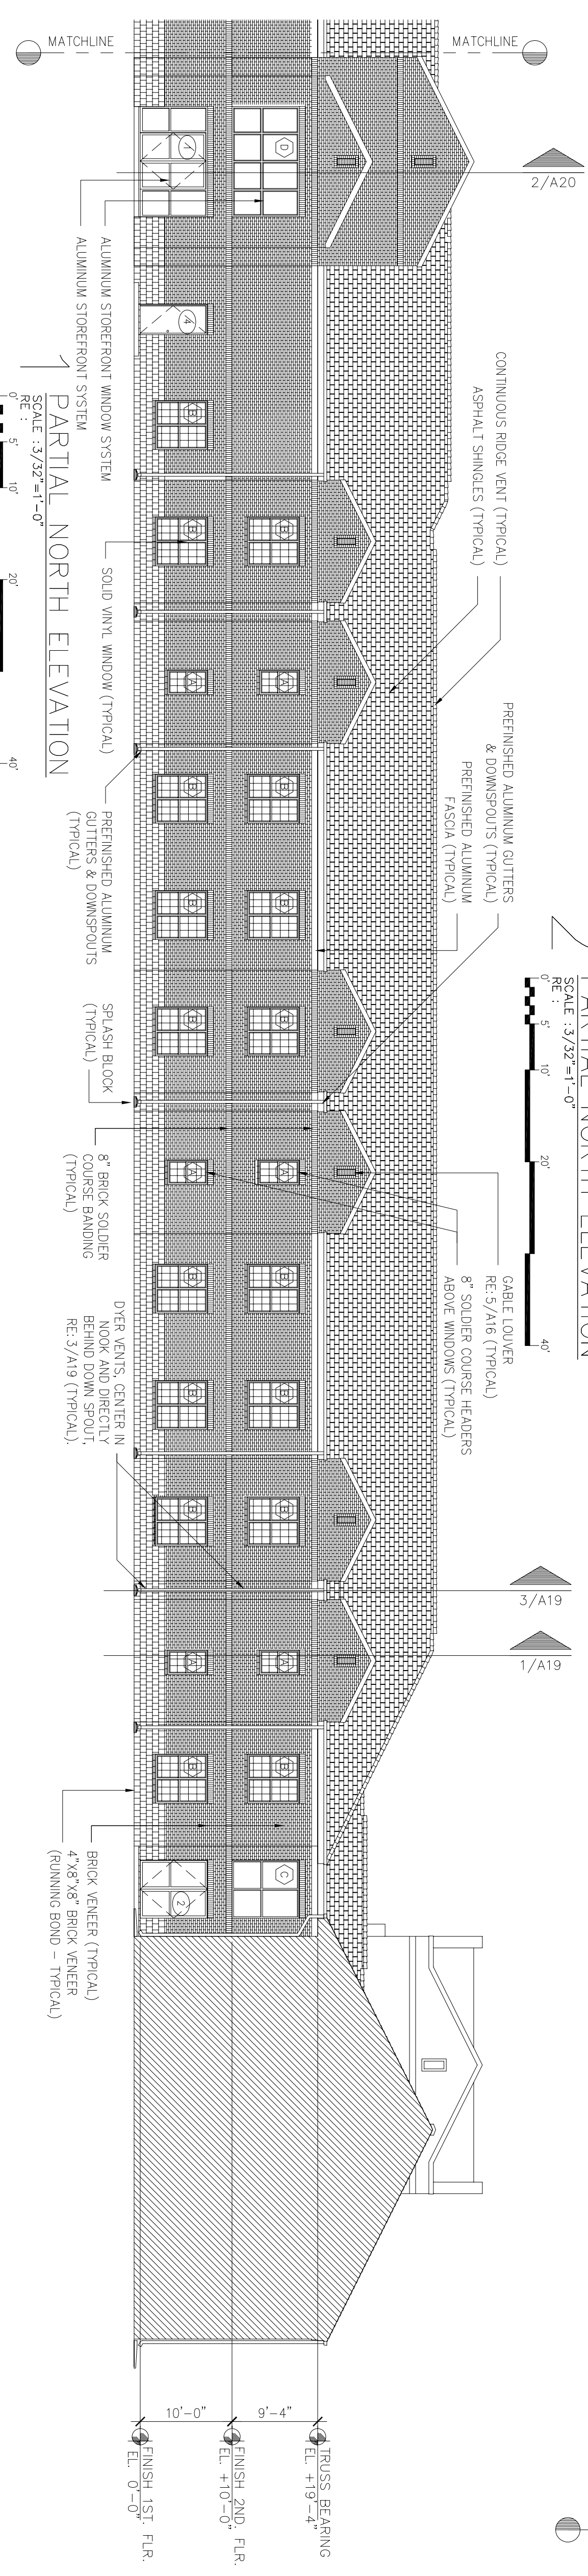 MATCHLINE
MATCHLINE
2/A20
3/A19
1/A19
CONTINUOUS RIDGE VENT (TYPICAL)
ASPHALT SHINGLES (TYPICAL)
PREFINISHED ALUMINUM GUTTERS
& DOWNSPOUTS (TYPICAL)
PREFINISHED ALUMINUM
FASCIA (TYPICAL)
GABLE LOUVER
RE:5/A16 (TYPICAL)
8" SOLDIER COURSE HEADERS
ABOVE WINDOWS (TYPICAL)
TRUSS BEARING
EL. +19'-4"
9'-4"
FINISH 2ND. FLR.
EL. +10'-0"
10'-0"
FINISH 1ST. FLR.
EL. 0'-0"
D
B
B
A
B
B
B
A
B
B
B
A
B
C
1
4
B
B
A
B
B
B
A
B
B
B
A
B
2
ALUMINUM STOREFRONT WINDOW SYSTEM
ALUMINUM STOREFRONT SYSTEM
SOLID VINYL WINDOW (TYPICAL)
PREFINISHED ALUMINUM
GUTTERS & DOWNSPOUTS
(TYPICAL)
SPLASH BLOCK
(TYPICAL)
8" BRICK SOLDIER
COURSE BANDING
(TYPICAL)
DYER VENTS, CENTER IN
NOOK AND DIRECTLY
BEHIND DOWN SPOUT,
RE:3/A19 (TYPICAL).
BRICK VENEER (TYPICAL)
4"X8"X8" BRICK VENEER
(RUNNING BOND - TYPICAL)
1
PARTIAL NORTH ELEVATION
SCALE :3/32"=1'-0"
RE :
0' 5' 10' 20' 40'
2
PARTIAL NORTH ELEVATION
SCALE :3/32"=1'-0"
RE :
0' 5' 10' 20' 40'